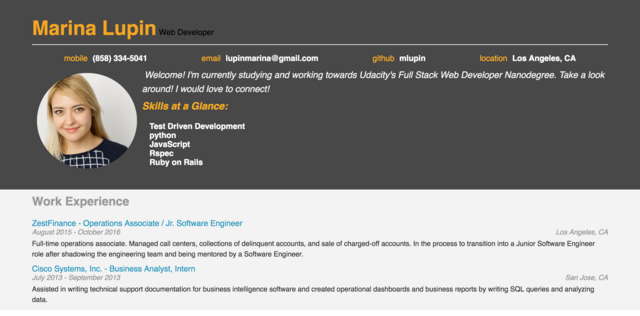 Marina Lupin Web Developer
mobile (858) 334-5041 email lupinmarina@gmail.com github mlupin location Los Angeles, CA
Welcome! I'm currently studying and working towards Udacity's Full Stack Web Developer Nanodegree. Take a look
around! I would love to connect!
Skills at a Glance:
Test Driven Development
python
JavaScript
Rspec
Ruby on Rails
Work Experience
ZestFinance - Operations Associate / Jr. Software Engineer
August 2015 - October 2016 Los Angeles, CA
Full-time operations associate. Managed call centers, collections of delinquent accounts, and sale of charged-off accounts. In the process to transition into a Junior Software Engineer
role after shadowing the engineering team and being mentored by a Software Engineer.
Cisco Systems, Inc. - Business Analyst, Intern
July 2013 - September 2013 San Jose, CA
Assisted in writing technical support documentation for business intelligence software and created operational dashboards and business reports by writing SQL queries and analyzing
data.